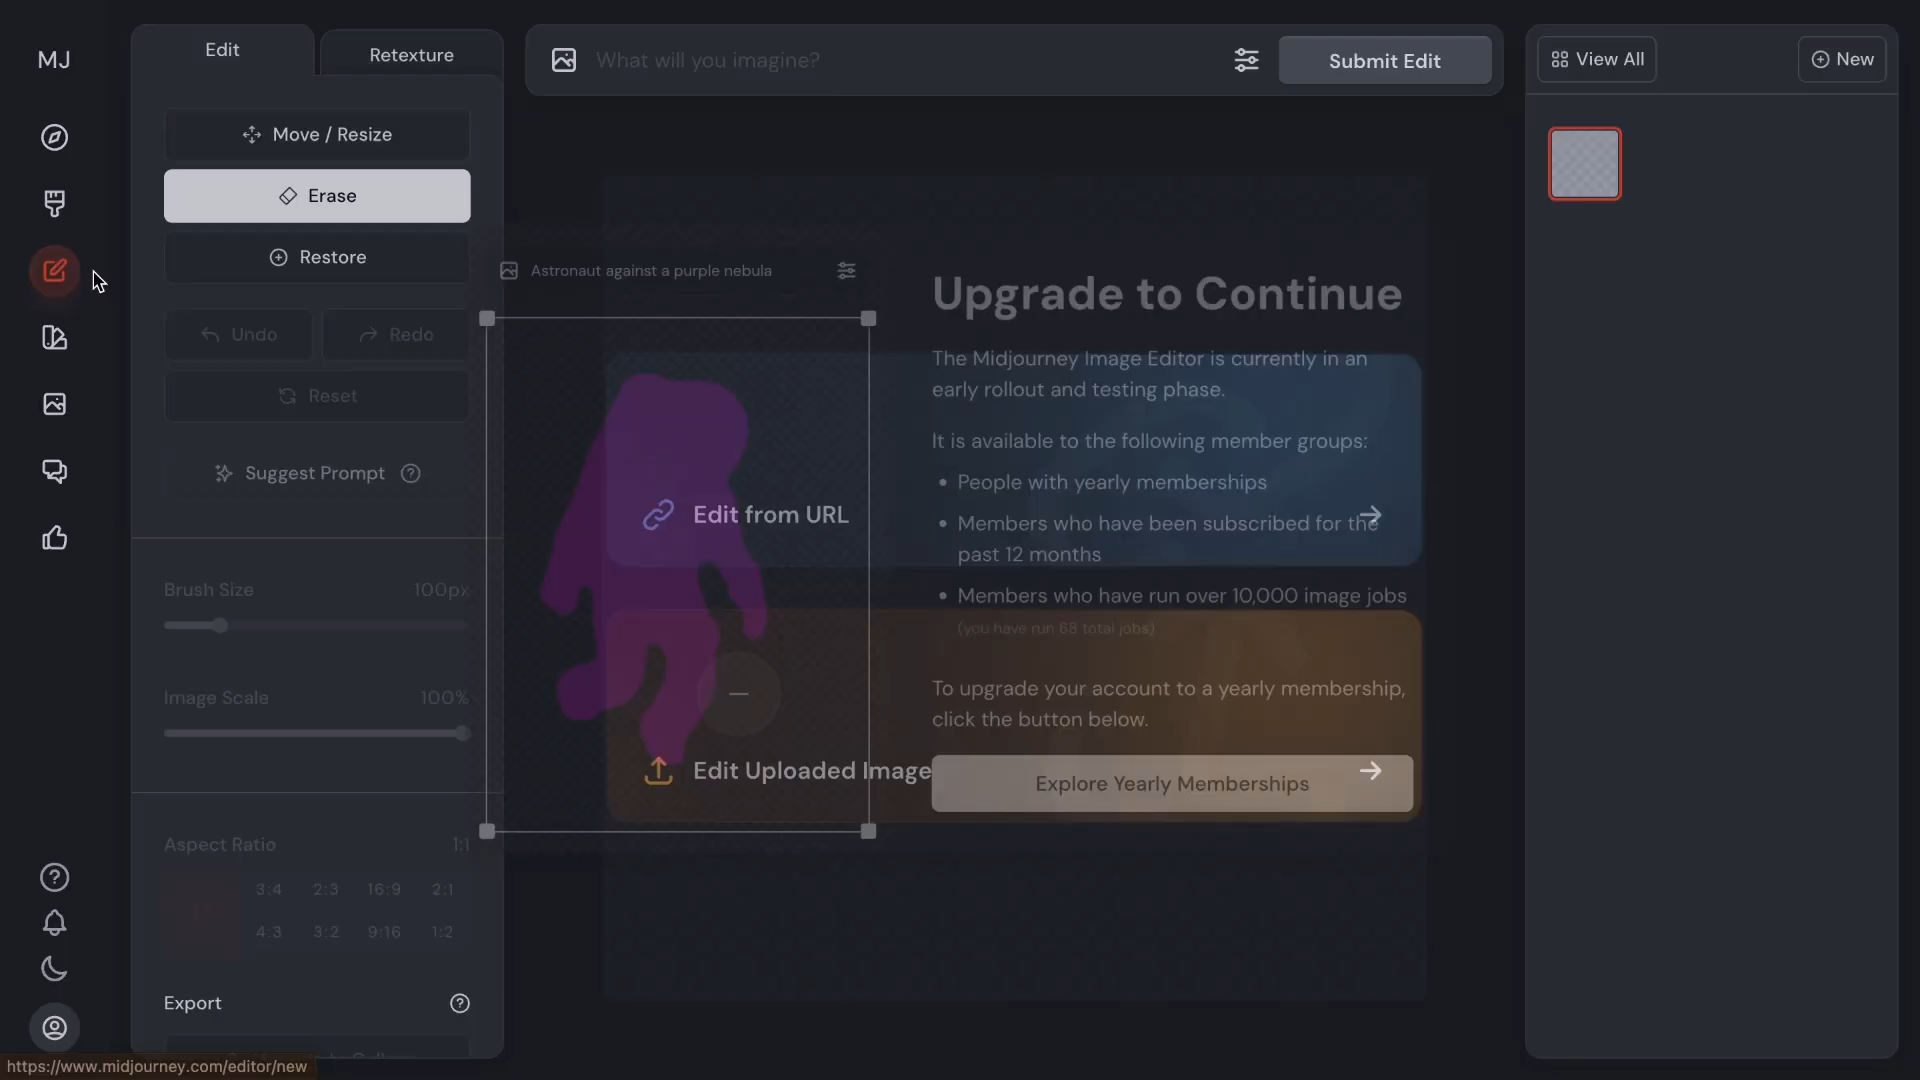 MJ
Edit
Retexture
What will you imagine?
Submit Edit
View All
New
Move / Resize
Erase
Restore
Undo
Redo
Reset
Suggest Prompt
Brush Size
100px
Image Scale
100%
Aspect Ratio
1:1
3:4
2:3
16:9
2:1
4:3
3:2
9:16
1:2
Export
Astronaut against a purple nebula
Edit from URL
Edit Uploaded Image
Upgrade to Continue
The Midjourney Image Editor is currently in an
early rollout and testing phase.
It is available to the following member groups:
• People with yearly memberships
• Members who have been subscribed for the
past 12 months
• Members who have run over 10,000 image jobs
(you have run 68 total jobs)
To upgrade your account to a yearly membership,
click the button below.
Explore Yearly Memberships
https://www.midjourney.com/editor/new